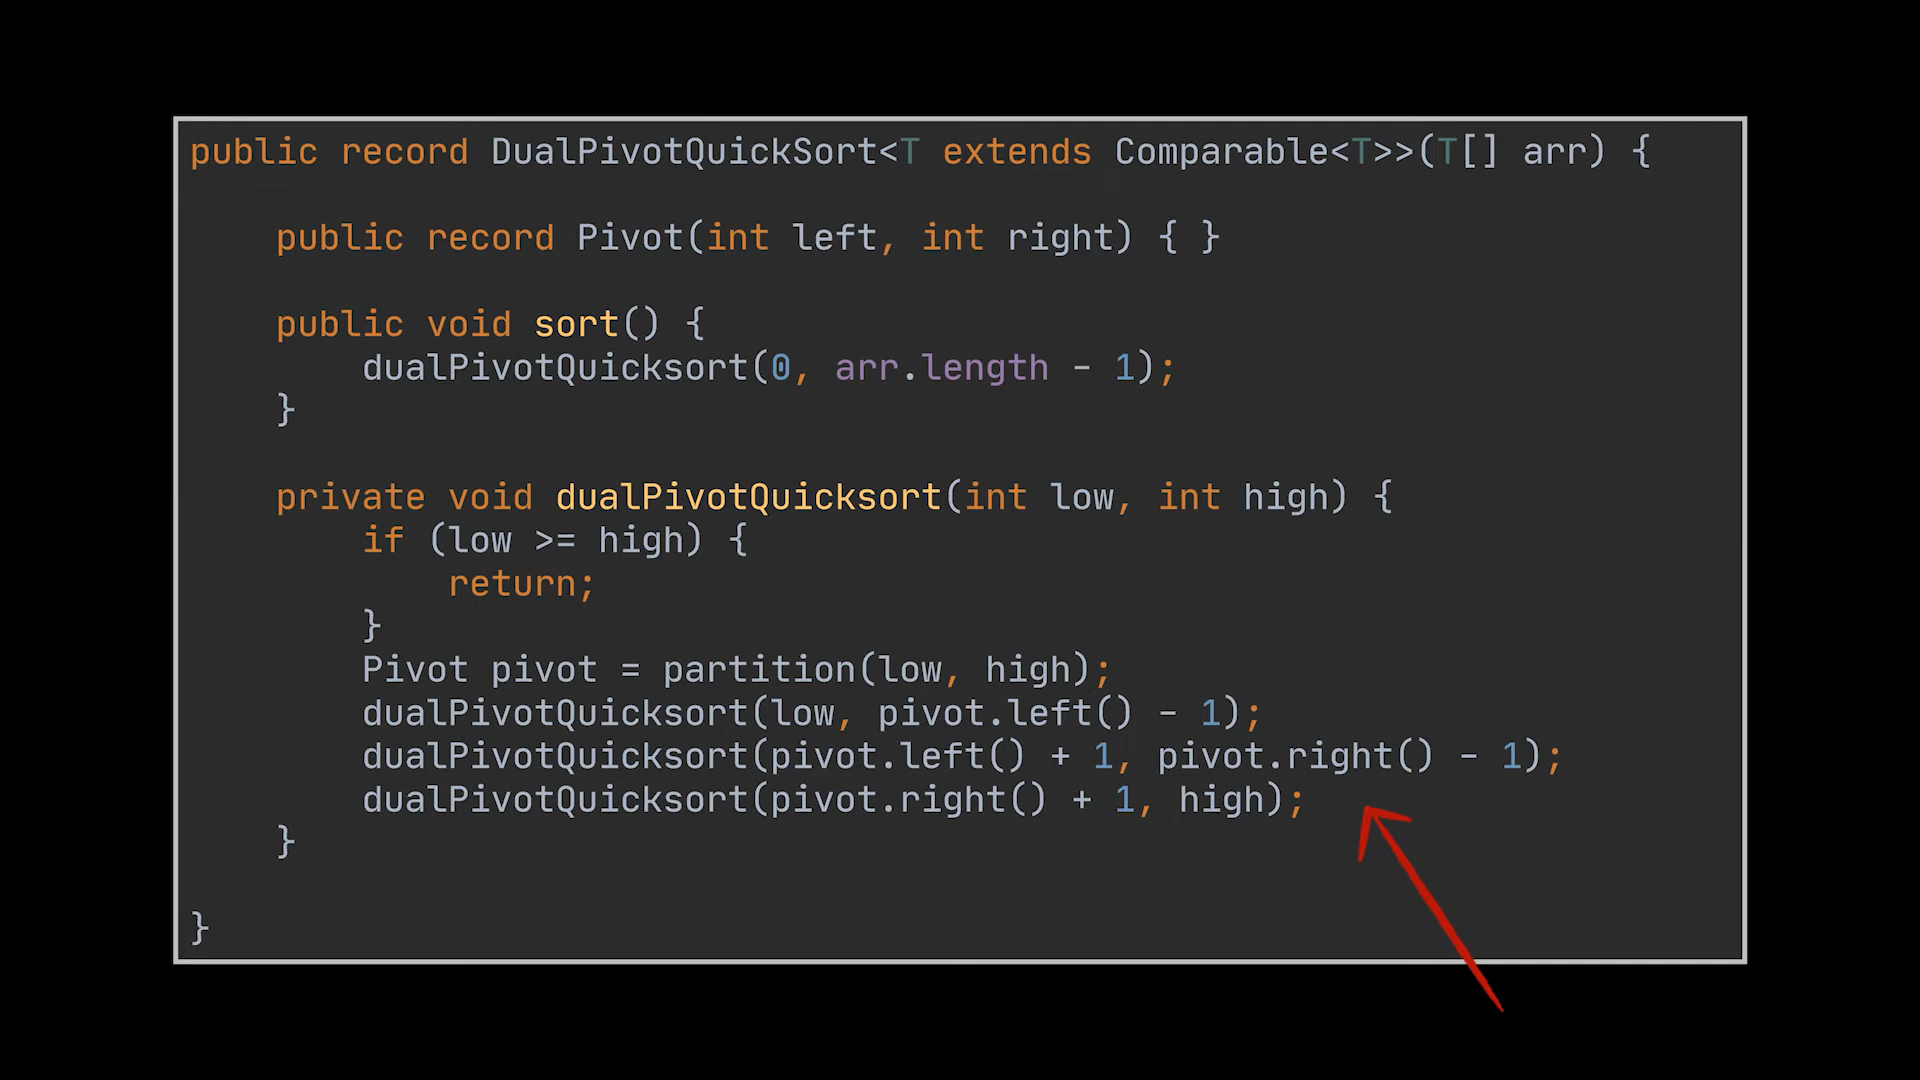 public record DualPivotQuickSort<T extends Comparable<T>>(T[] arr) {
public record Pivot(int left, int right) { }
public void sort() {
dualPivotQuicksort(0, arr.length - 1);
}
private void dualPivotQuicksort(int low, int high) {
if (low >= high) {
return;
}
Pivot pivot = partition(low, high);
dualPivotQuicksort(low, pivot.left() - 1);
dualPivotQuicksort(pivot.left() + 1, pivot.right() - 1);
dualPivotQuicksort(pivot.right() + 1, high);
}
}